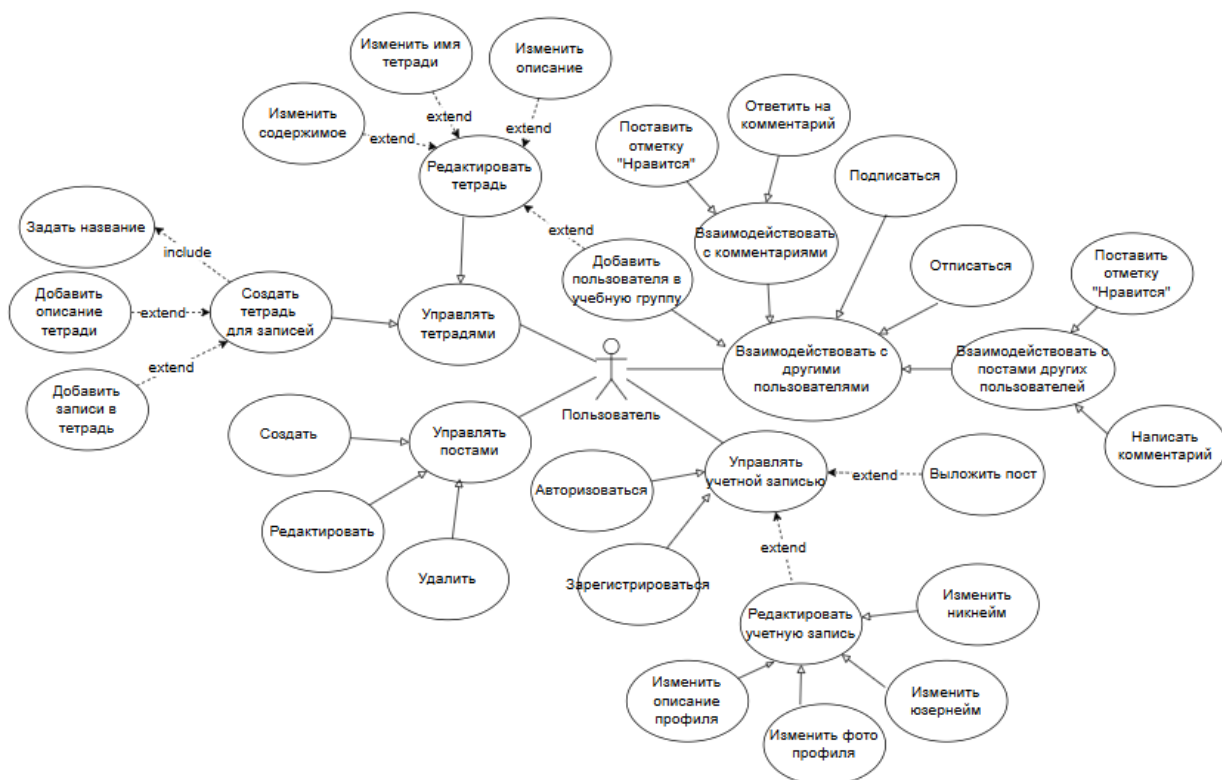 Изменить имя
тетради
Изменить
описание
Изменить
содержимое
extend
extend
extend
Редактировать
тетрадь
Ответить на
комментарий
Поставить
отметку
"Нравится"
Подписаться
Задать название
include
extend
Взаимодействовать
с комментариями
Отписаться
Поставить
отметку
"Нравится"
Добавить
пользователя в
учебную группу
Добавить
описание
тетради
extend
Создать
тетрадь
для записей
Управлять
тетрадями
Взаимодействовать с
другими
пользователями
Взаимодействовать с
постами других
пользователей
extend
Добавить
записи в
тетрадь
Пользователь
Создать
Управлять
постами
Написать
комментарий
Управлять
учетной записью
extend
Выложить пост
Авторизоваться
Редактировать
Удалить
Зарегистрироваться
extend
Изменить
никнейм
Редактировать
учетную запись
Изменить
описание
профиля
Изменить
юзернейм
Изменить фото
профиля